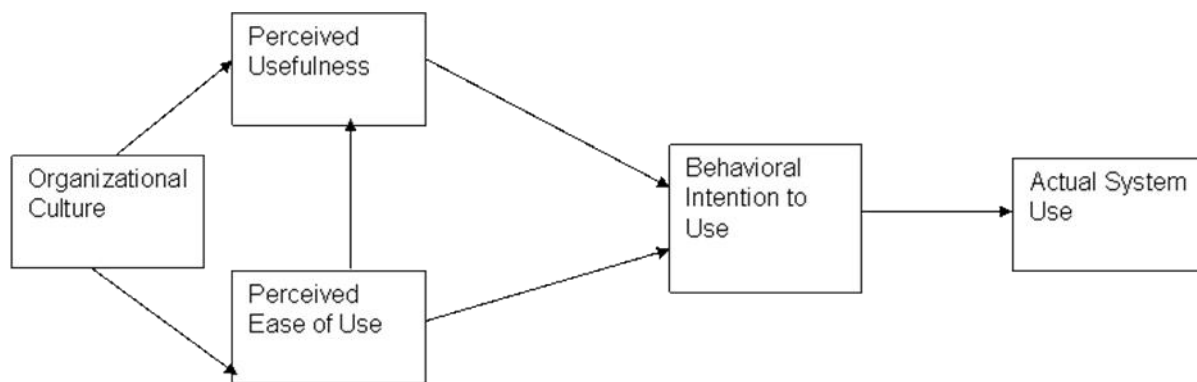 Perceived
Usefulness
Organizational
Culture
Perceived
Ease of Use
Behavioral
Intention to
Use
Actual System
Use